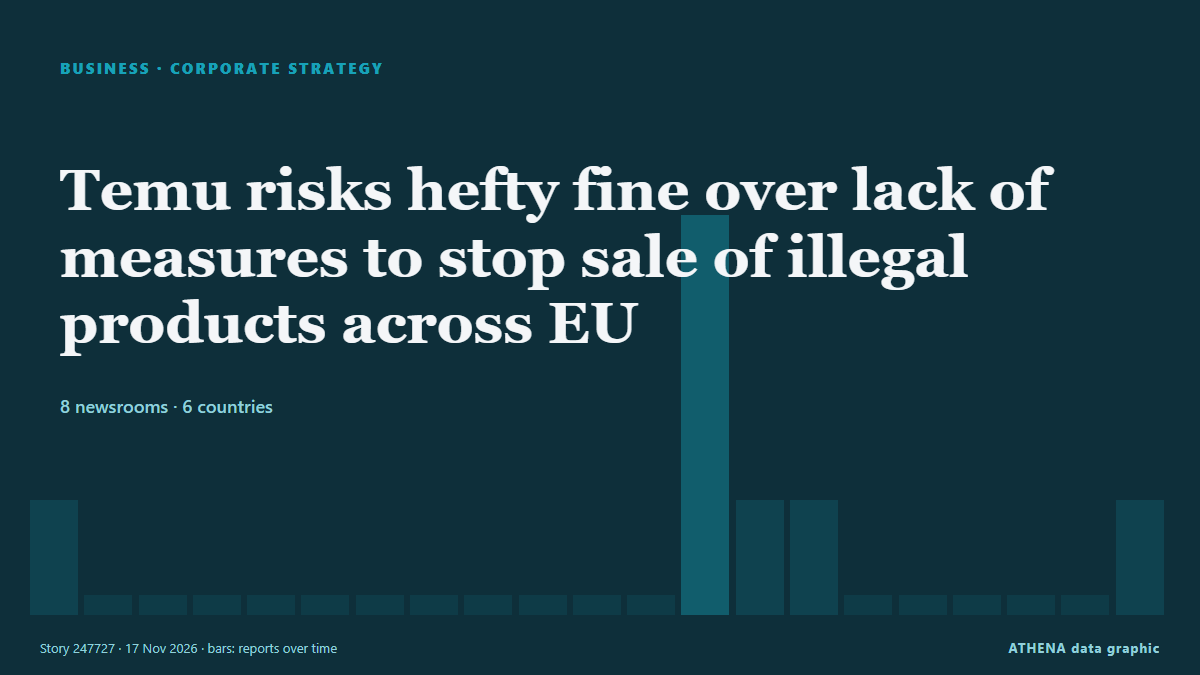 BUSINESS · CORPORATE STRATEGY
Temu risks hefty fine over lack of
measures to stop sale of illegal
products across EU
8 newsrooms · 6 countries
Story 247727 · 17 Nov 2026 · bars: reports over time
ATHENA data graphic